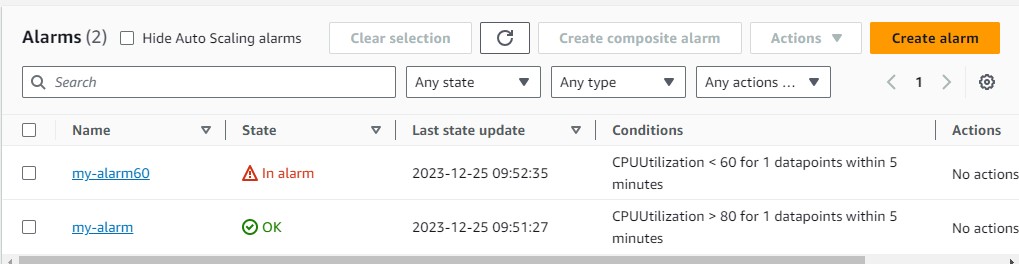 Alarms (2) Hide Auto Scaling alarms Clear selection Create composite alarm Actions Create alarm
Search Any state Any type Any actions ... 1
Name State Last state update Conditions Actions
my-alarm60 In alarm 2023-12-25 09:52:35 CPUUtilization < 60 for 1 datapoints within 5 No actions
minutes
my-alarm OK 2023-12-25 09:51:27 CPUUtilization > 80 for 1 datapoints within 5 No actions
minutes